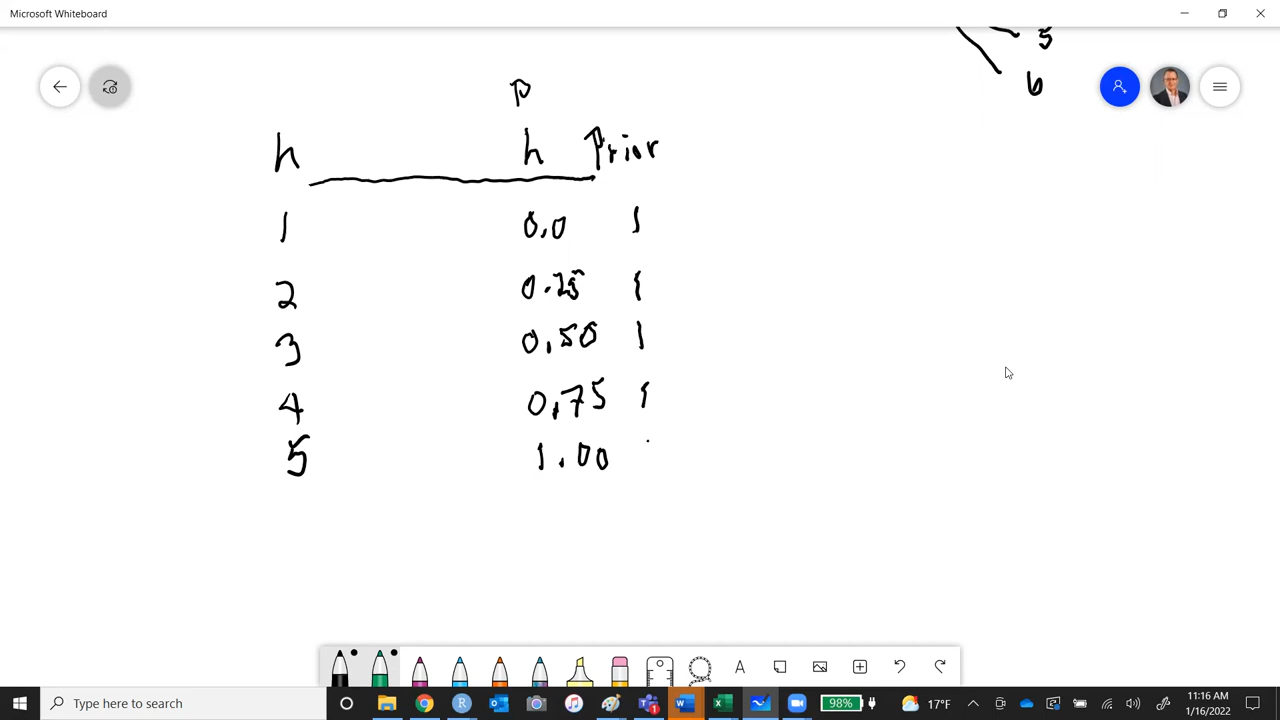 Microsoft Whiteboard
5
6
P
h h Prior
1 0.0 1
2 0.25 1
3 0.50 1
4 0.75 1
5 1.00
A
Type here to search
98%
17°F
11:16 AM
1/16/2022